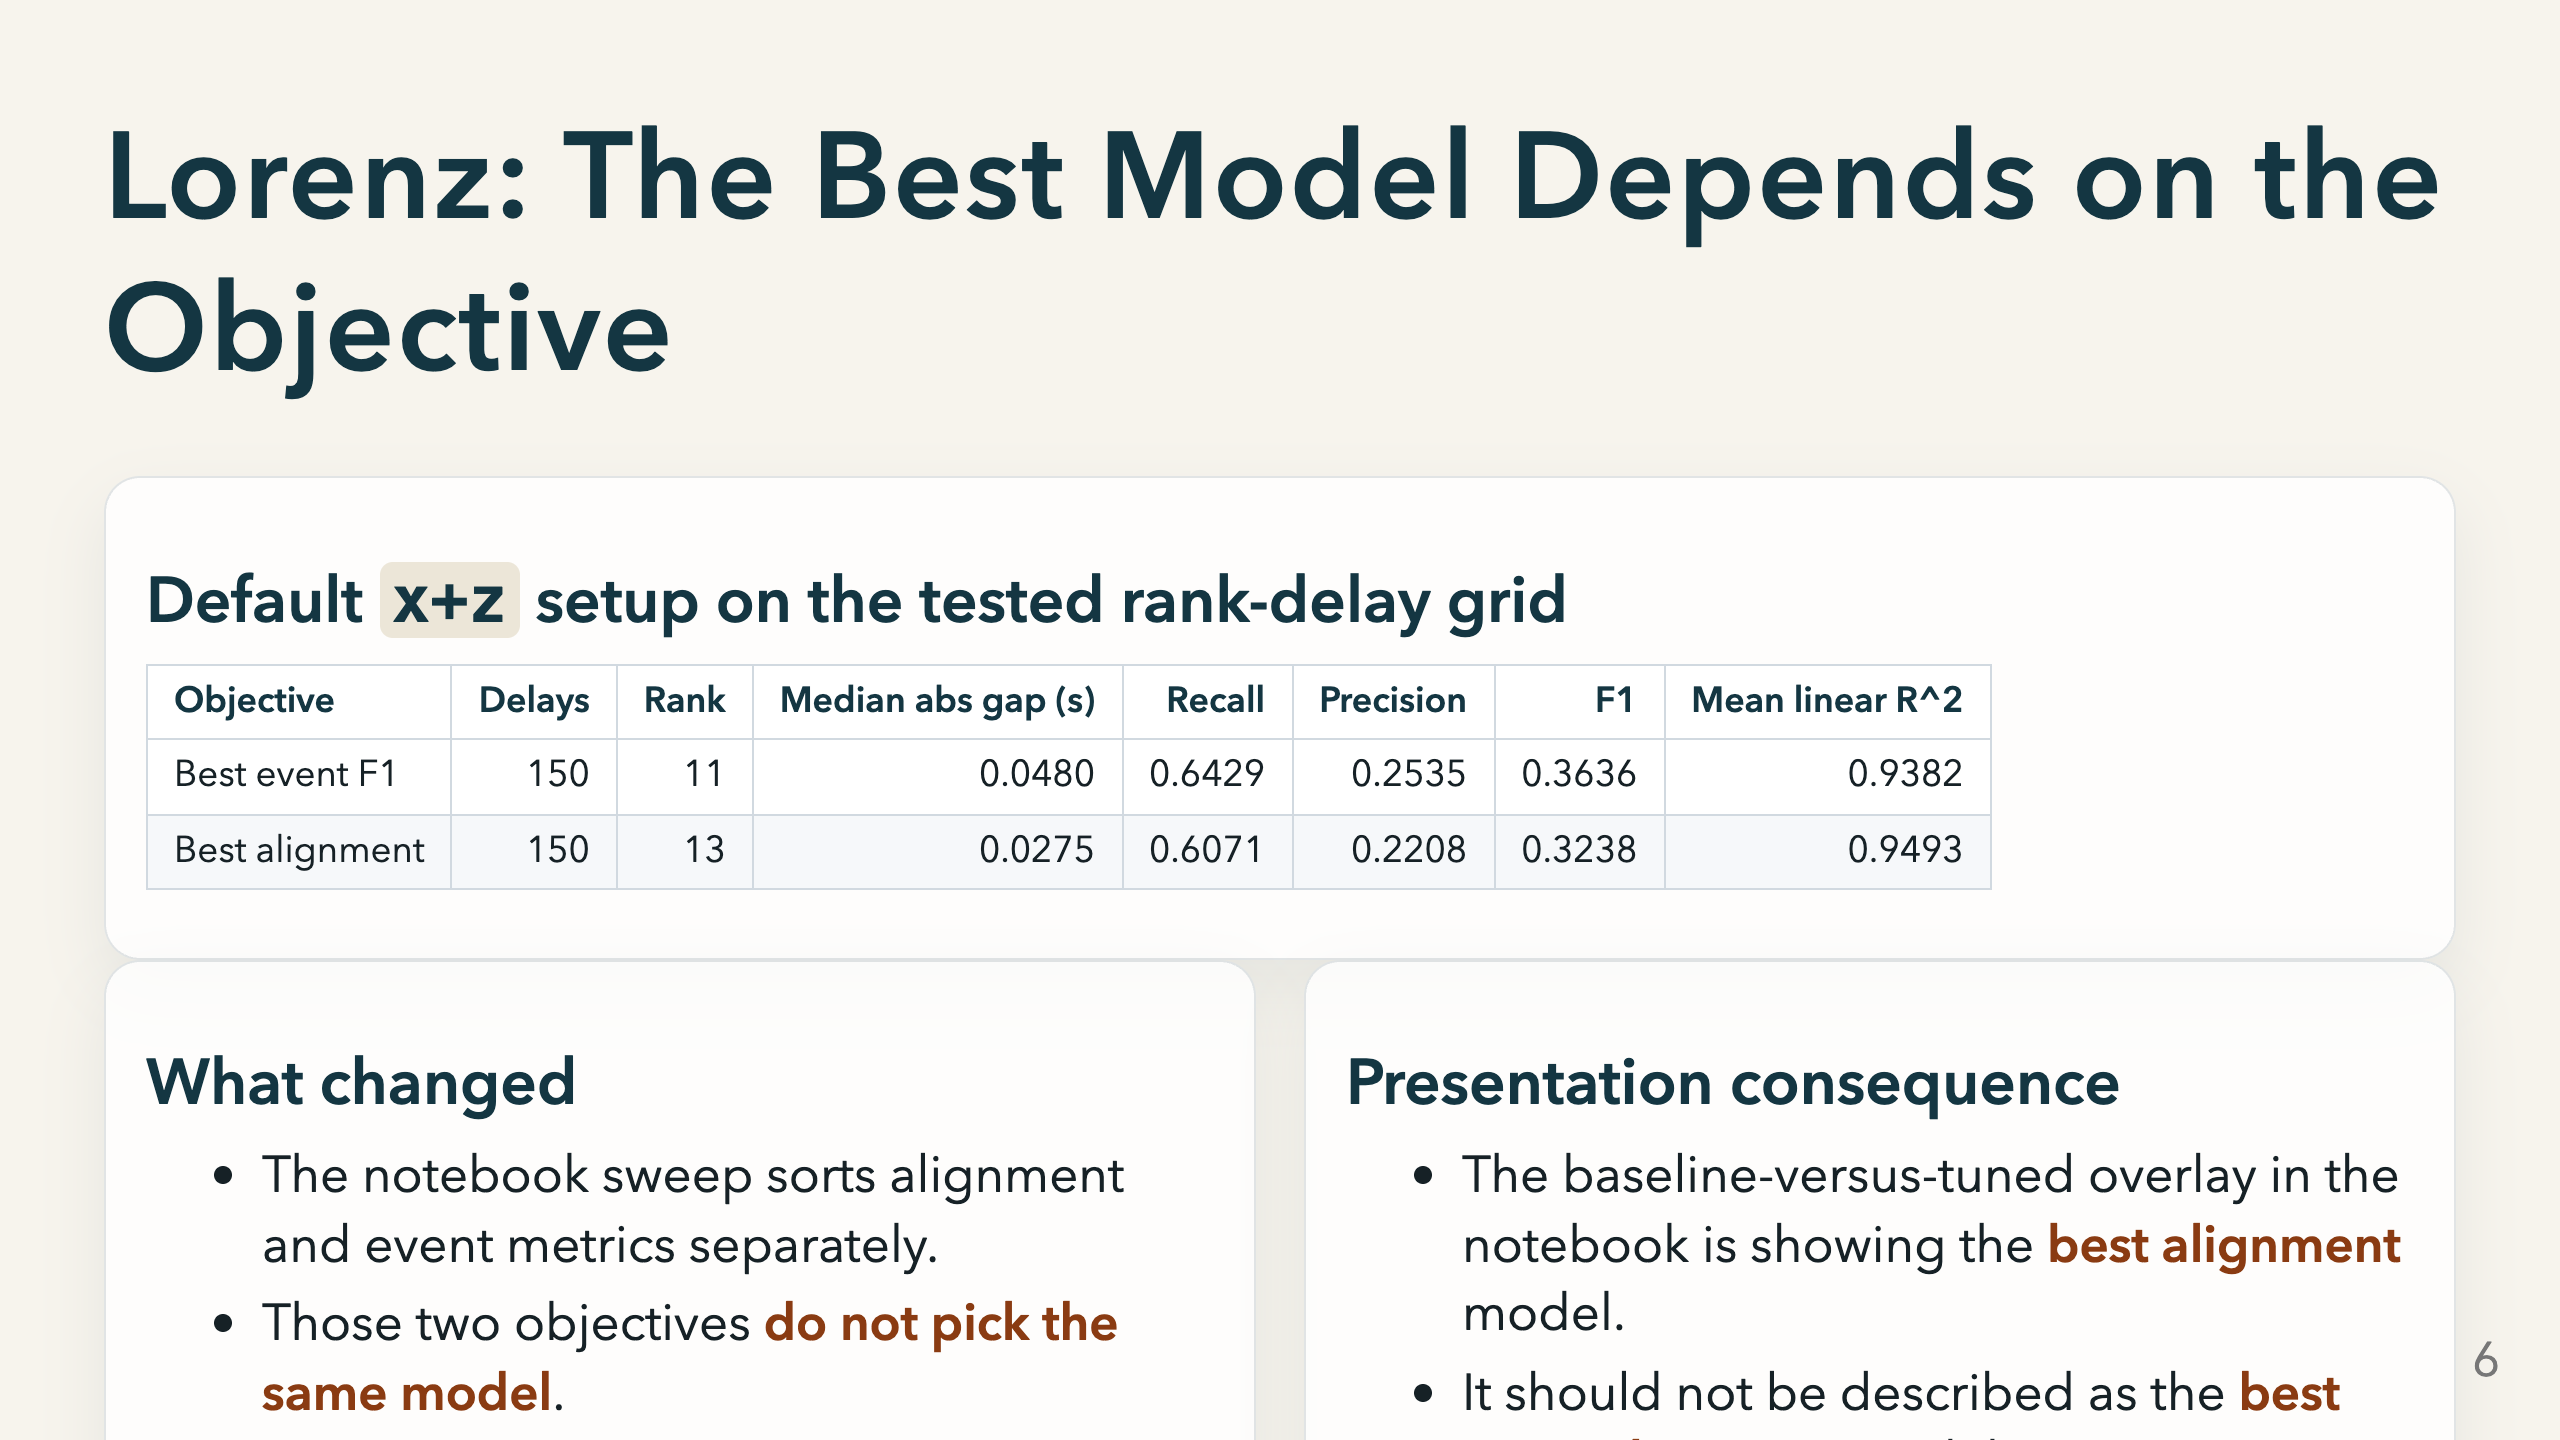 Lorenz: The Best Model Depends on the
Objective
Default x+z setup on the tested rank-delay grid
Objective Delays Rank Median abs gap (s) Recall Precision F1 Mean linear R^2
Best event F1 150 11 0.0480 0.6429 0.2535 0.3636 0.9382
Best alignment 150 13 0.0275 0.6071 0.2208 0.3238 0.9493
What changed
• The notebook sweep sorts alignment
and event metrics separately.
• Those two objectives do not pick the
same model.
Presentation consequence
• The baseline-versus-tuned overlay in the
notebook is showing the best alignment
model.
• It should not be described as the best
6